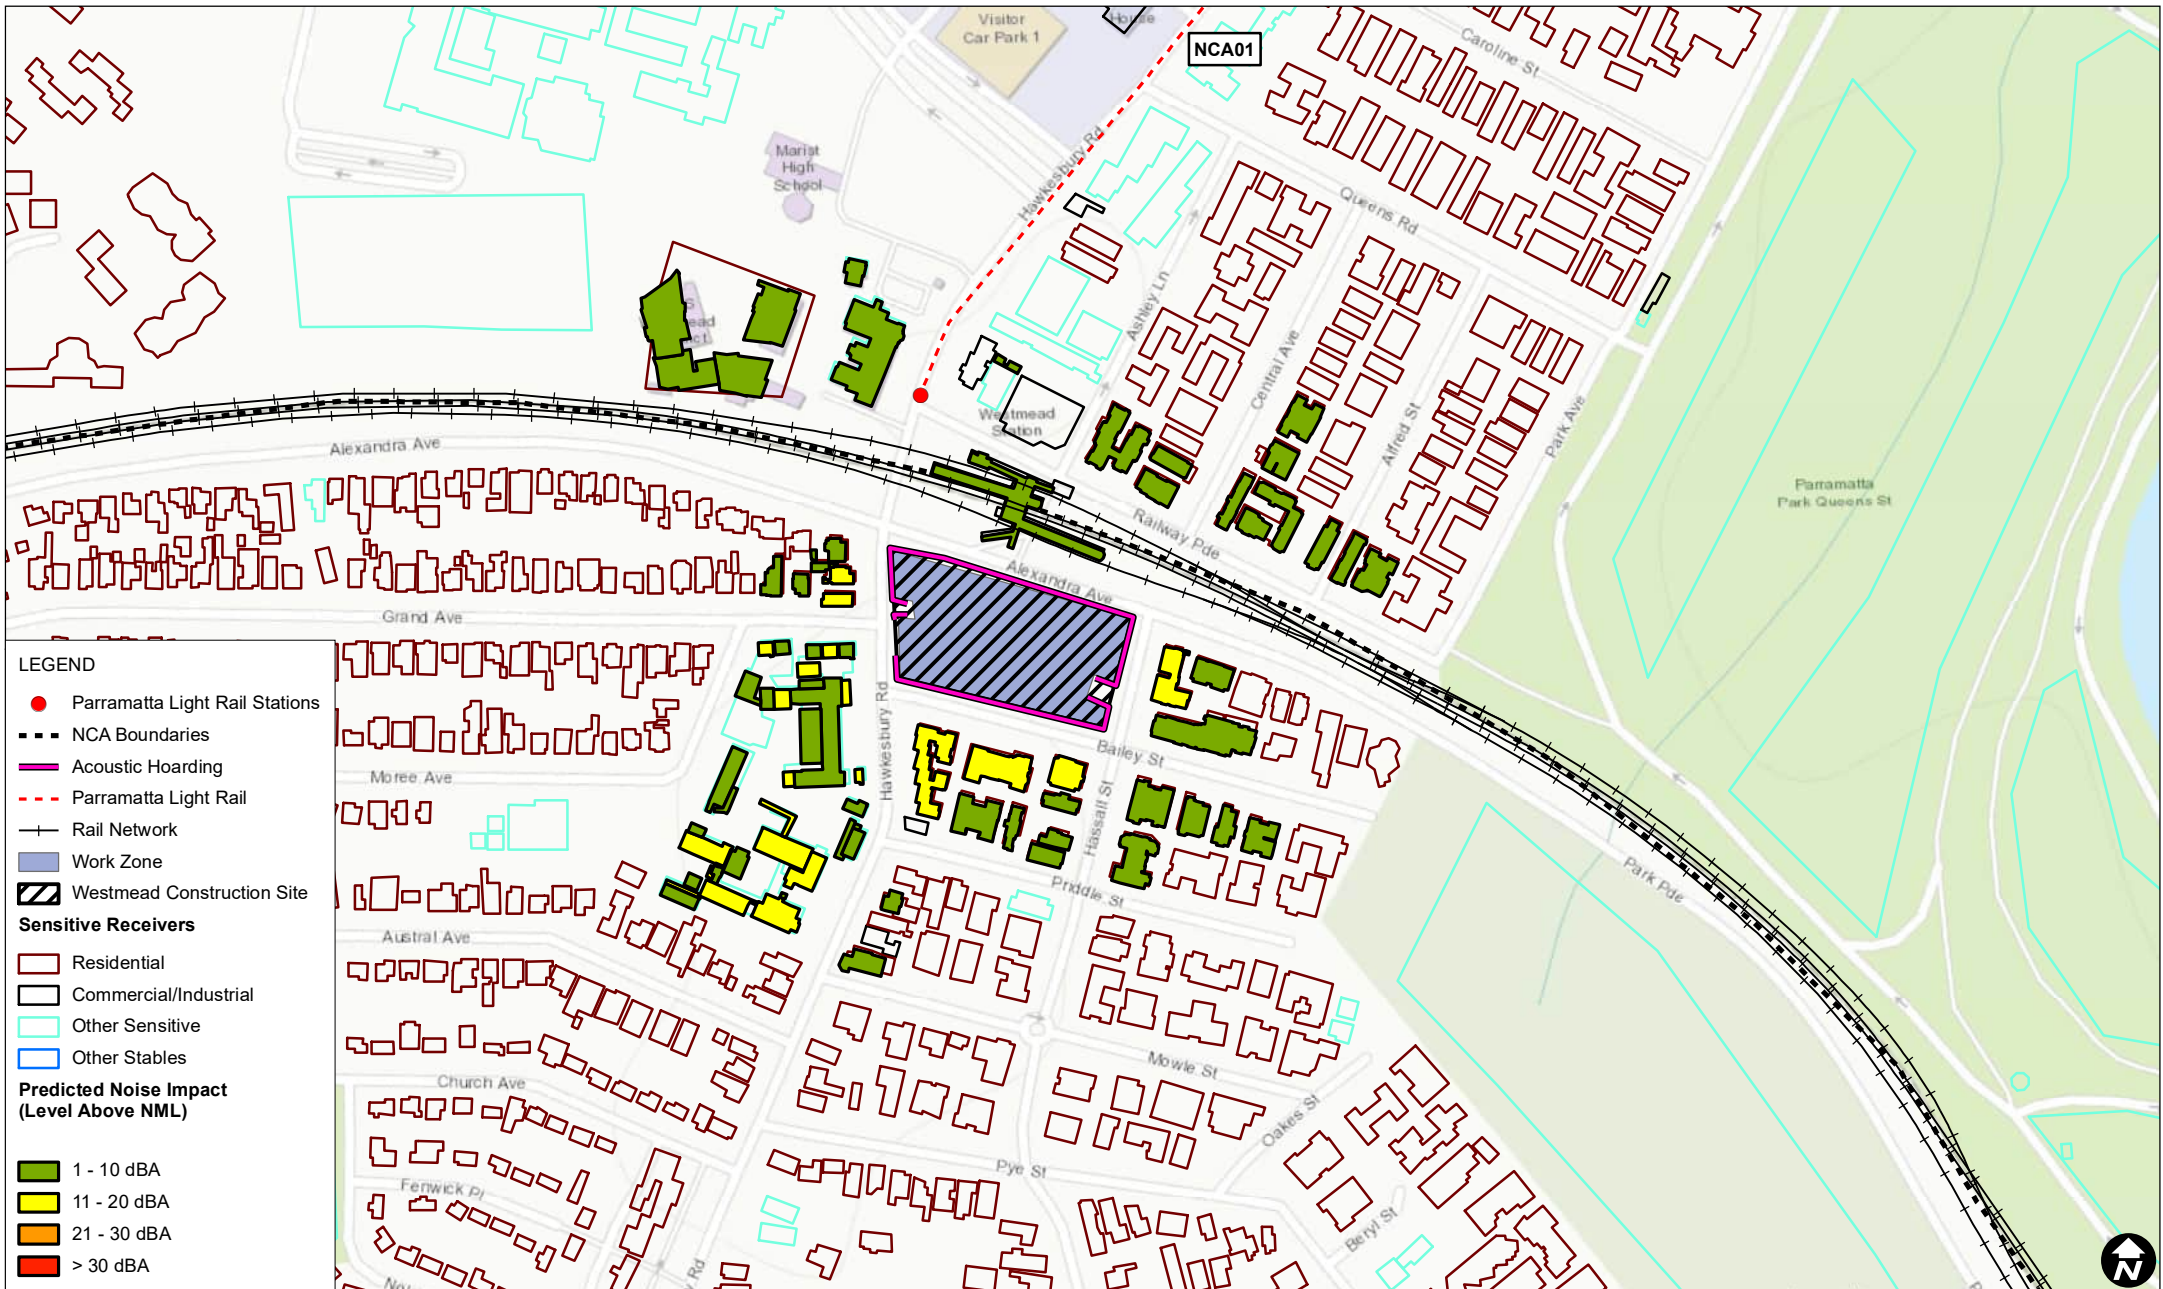 Visitor
Car Park 1
House
NCA01
Caroline St
Marist
High
School
Hawkesbury Rd
Queens Rd
Ashley Ln
Central Ave
Alfred St
Park Ave
Westmead
Station
Parramatta
Park Queens St
Alexandra Ave
Railway Pde
Alexandra Ave
Grand Ave
Hawkesbury Rd
Bailey St
Moree Ave
Hassall St
Priddle St
Park Pde
Austral Ave
Mowle St
Church Ave
Oakes St
Pye St
Fenwick Pl
Beryl St
Rd
N
LEGEND
Parramatta Light Rail Stations
NCA Boundaries
Acoustic Hoarding
Parramatta Light Rail
Rail Network
Work Zone
Westmead Construction Site
Sensitive Receivers
Residential
Commercial/Industrial
Other Sensitive
Other Stables
Predicted Noise Impact
(Level Above NML)
1 - 10 dBA
11 - 20 dBA
21 - 30 dBA
> 30 dBA